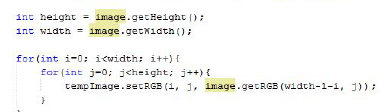 int height = image.getHeight();
int width = image.getWidth();
for(int i=0; i<width; i++){
for(int j=0; j<height; j++){
tempImage.setRGB(i, j, image.getRGB(width-1-i, j));
}
}